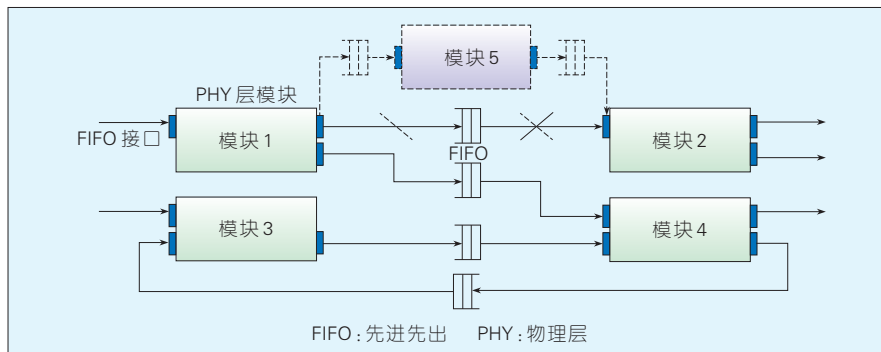 模块5
PHY 层模块
FIFO 接口
模块1
FIFO
模块2
模块3
模块4
FIFO:先进先出 PHY:物理层